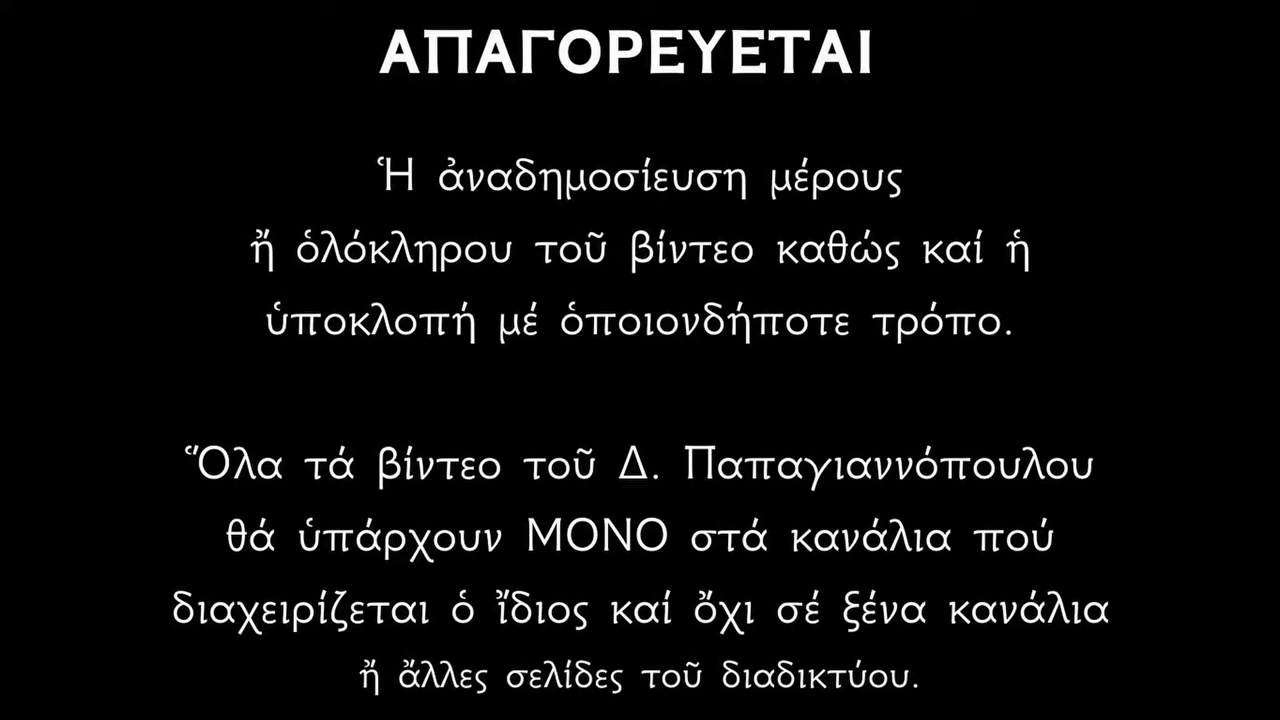 ΑΠΑΓΟΡΕΥΕΤΑΙ
Ἡ ἀναδημοσίευση μέρους
ἤ ὁλόκληρου τοῦ βίντεο καθώς καί ἡ
ὑποκλοπή μέ ὁποιονδήποτε τρόπο.
Ὅλα τά βίντεο τοῦ Δ. Παπαγιαννόπουλου
θά ὑπάρχουν ΜΟΝΟ στά κανάλια πού
διαχειρίζεται ὁ ἴδιος καί ὄχι σέ ξένα κανάλια
ἤ ἄλλες σελίδες τοῦ διαδικτύου.